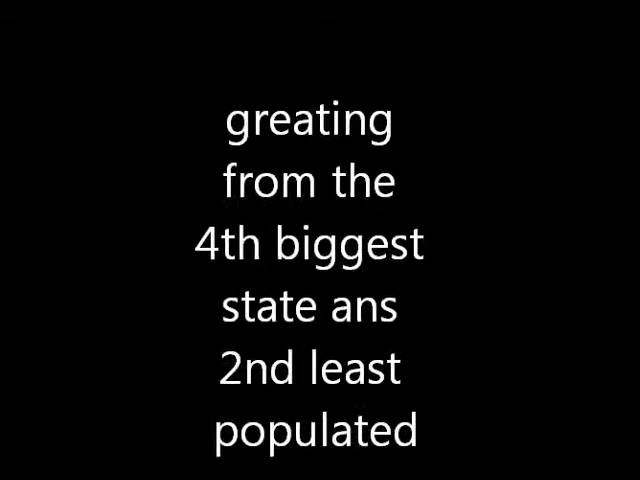 greating
from the
4th biggest
state ans
2nd least
populated